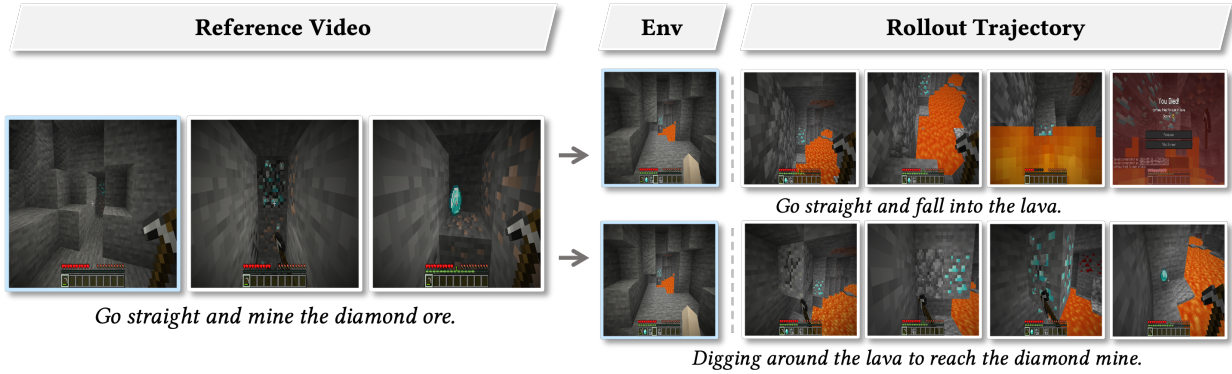 Reference Video
Env
Rollout Trajectory
You Died!
Go straight and fall into the lava.
Go straight and mine the diamond ore.
Digging around the lava to reach the diamond mine.